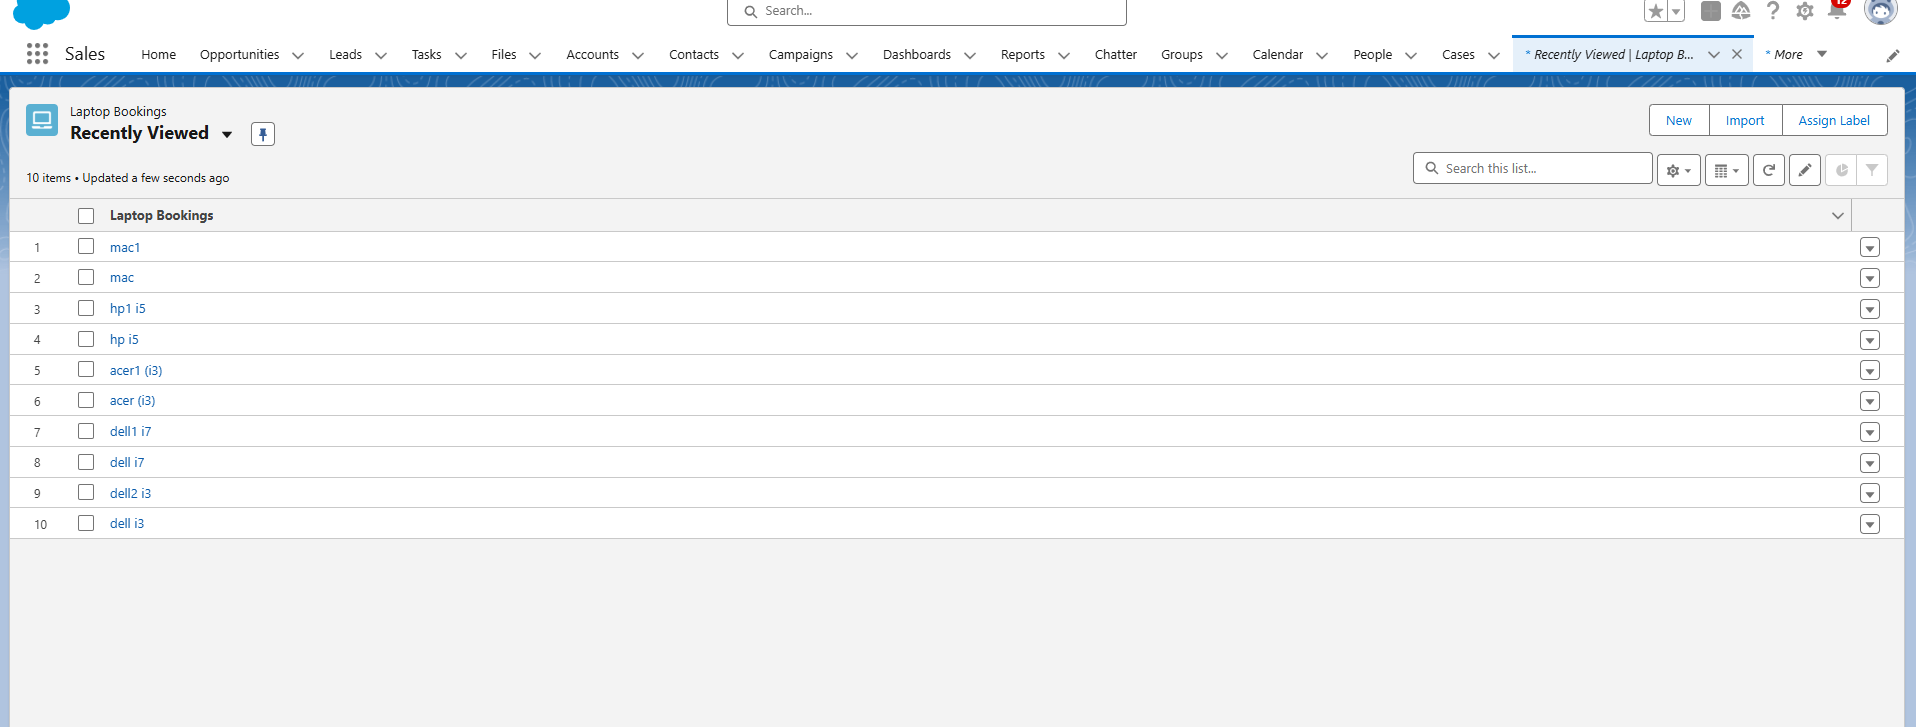 Search...
12
Sales
Home Opportunities Leads Tasks Files Accounts Contacts Campaigns Dashboards Reports Chatter Groups Calendar People Cases * Recently Viewed | Laptop B... * More
Laptop Bookings
Recently Viewed
New Import Assign Label
10 items • Updated a few seconds ago
Search this list...
Laptop Bookings
1 mac1
2 mac
3 hp1 i5
4 hp i5
5 acer1 (i3)
6 acer (i3)
7 dell1 i7
8 dell i7
9 dell2 i3
10 dell i3